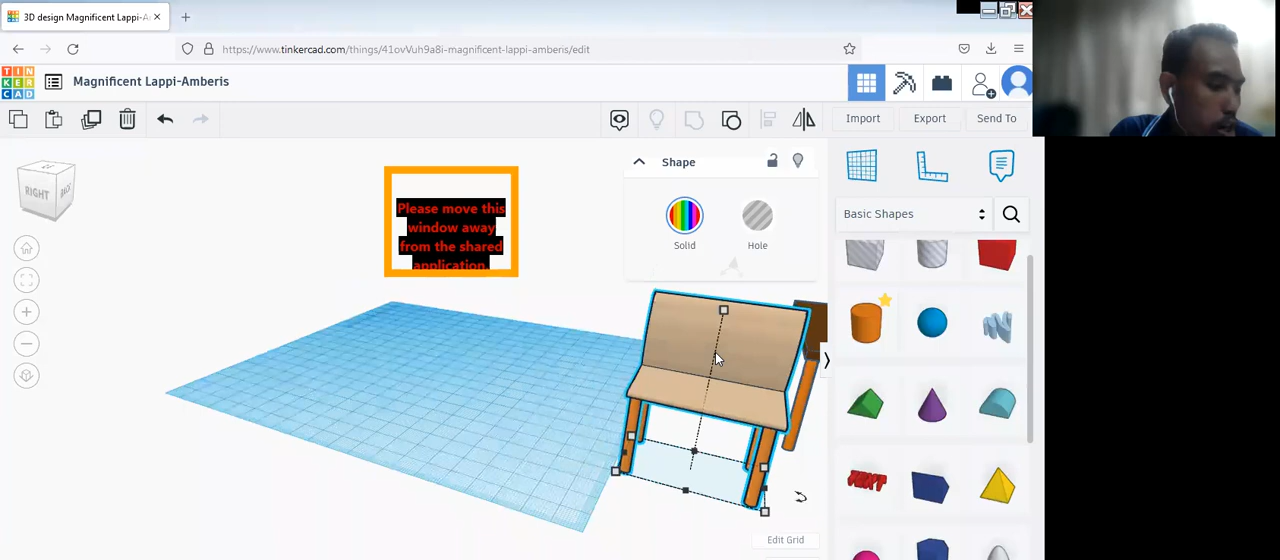 3D design Magnificent Lappi-A
https://www.tinkercad.com/things/41ovVuh9a8i-magnificent-lappi-amberis/edit
TIN
KER
CAD
Magnificent Lappi-Amberis
Import
Export
Send To
RIGHT
Please move this
window away
from the shared
application.
Shape
Solid
Hole
Basic Shapes
TEXT
Edit Grid